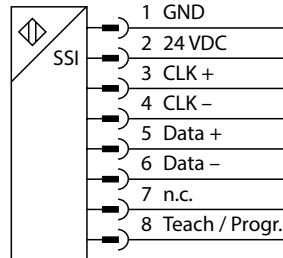 1 GND
2 24 VDC
SSI
3 CLK +
4 CLK –
5 Data +
6 Data –
7 n.c.
8 Teach / Progr.